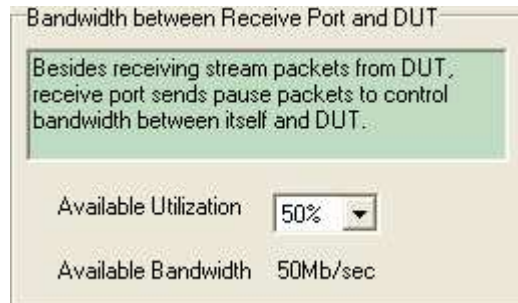 Bandwidth between Receive Port and DUT
Besides receiving stream packets from DUT,
receive port sends pause packets to control
bandwidth between itself and DUT.
Available Utilization 50%
Available Bandwidth 50Mb/sec